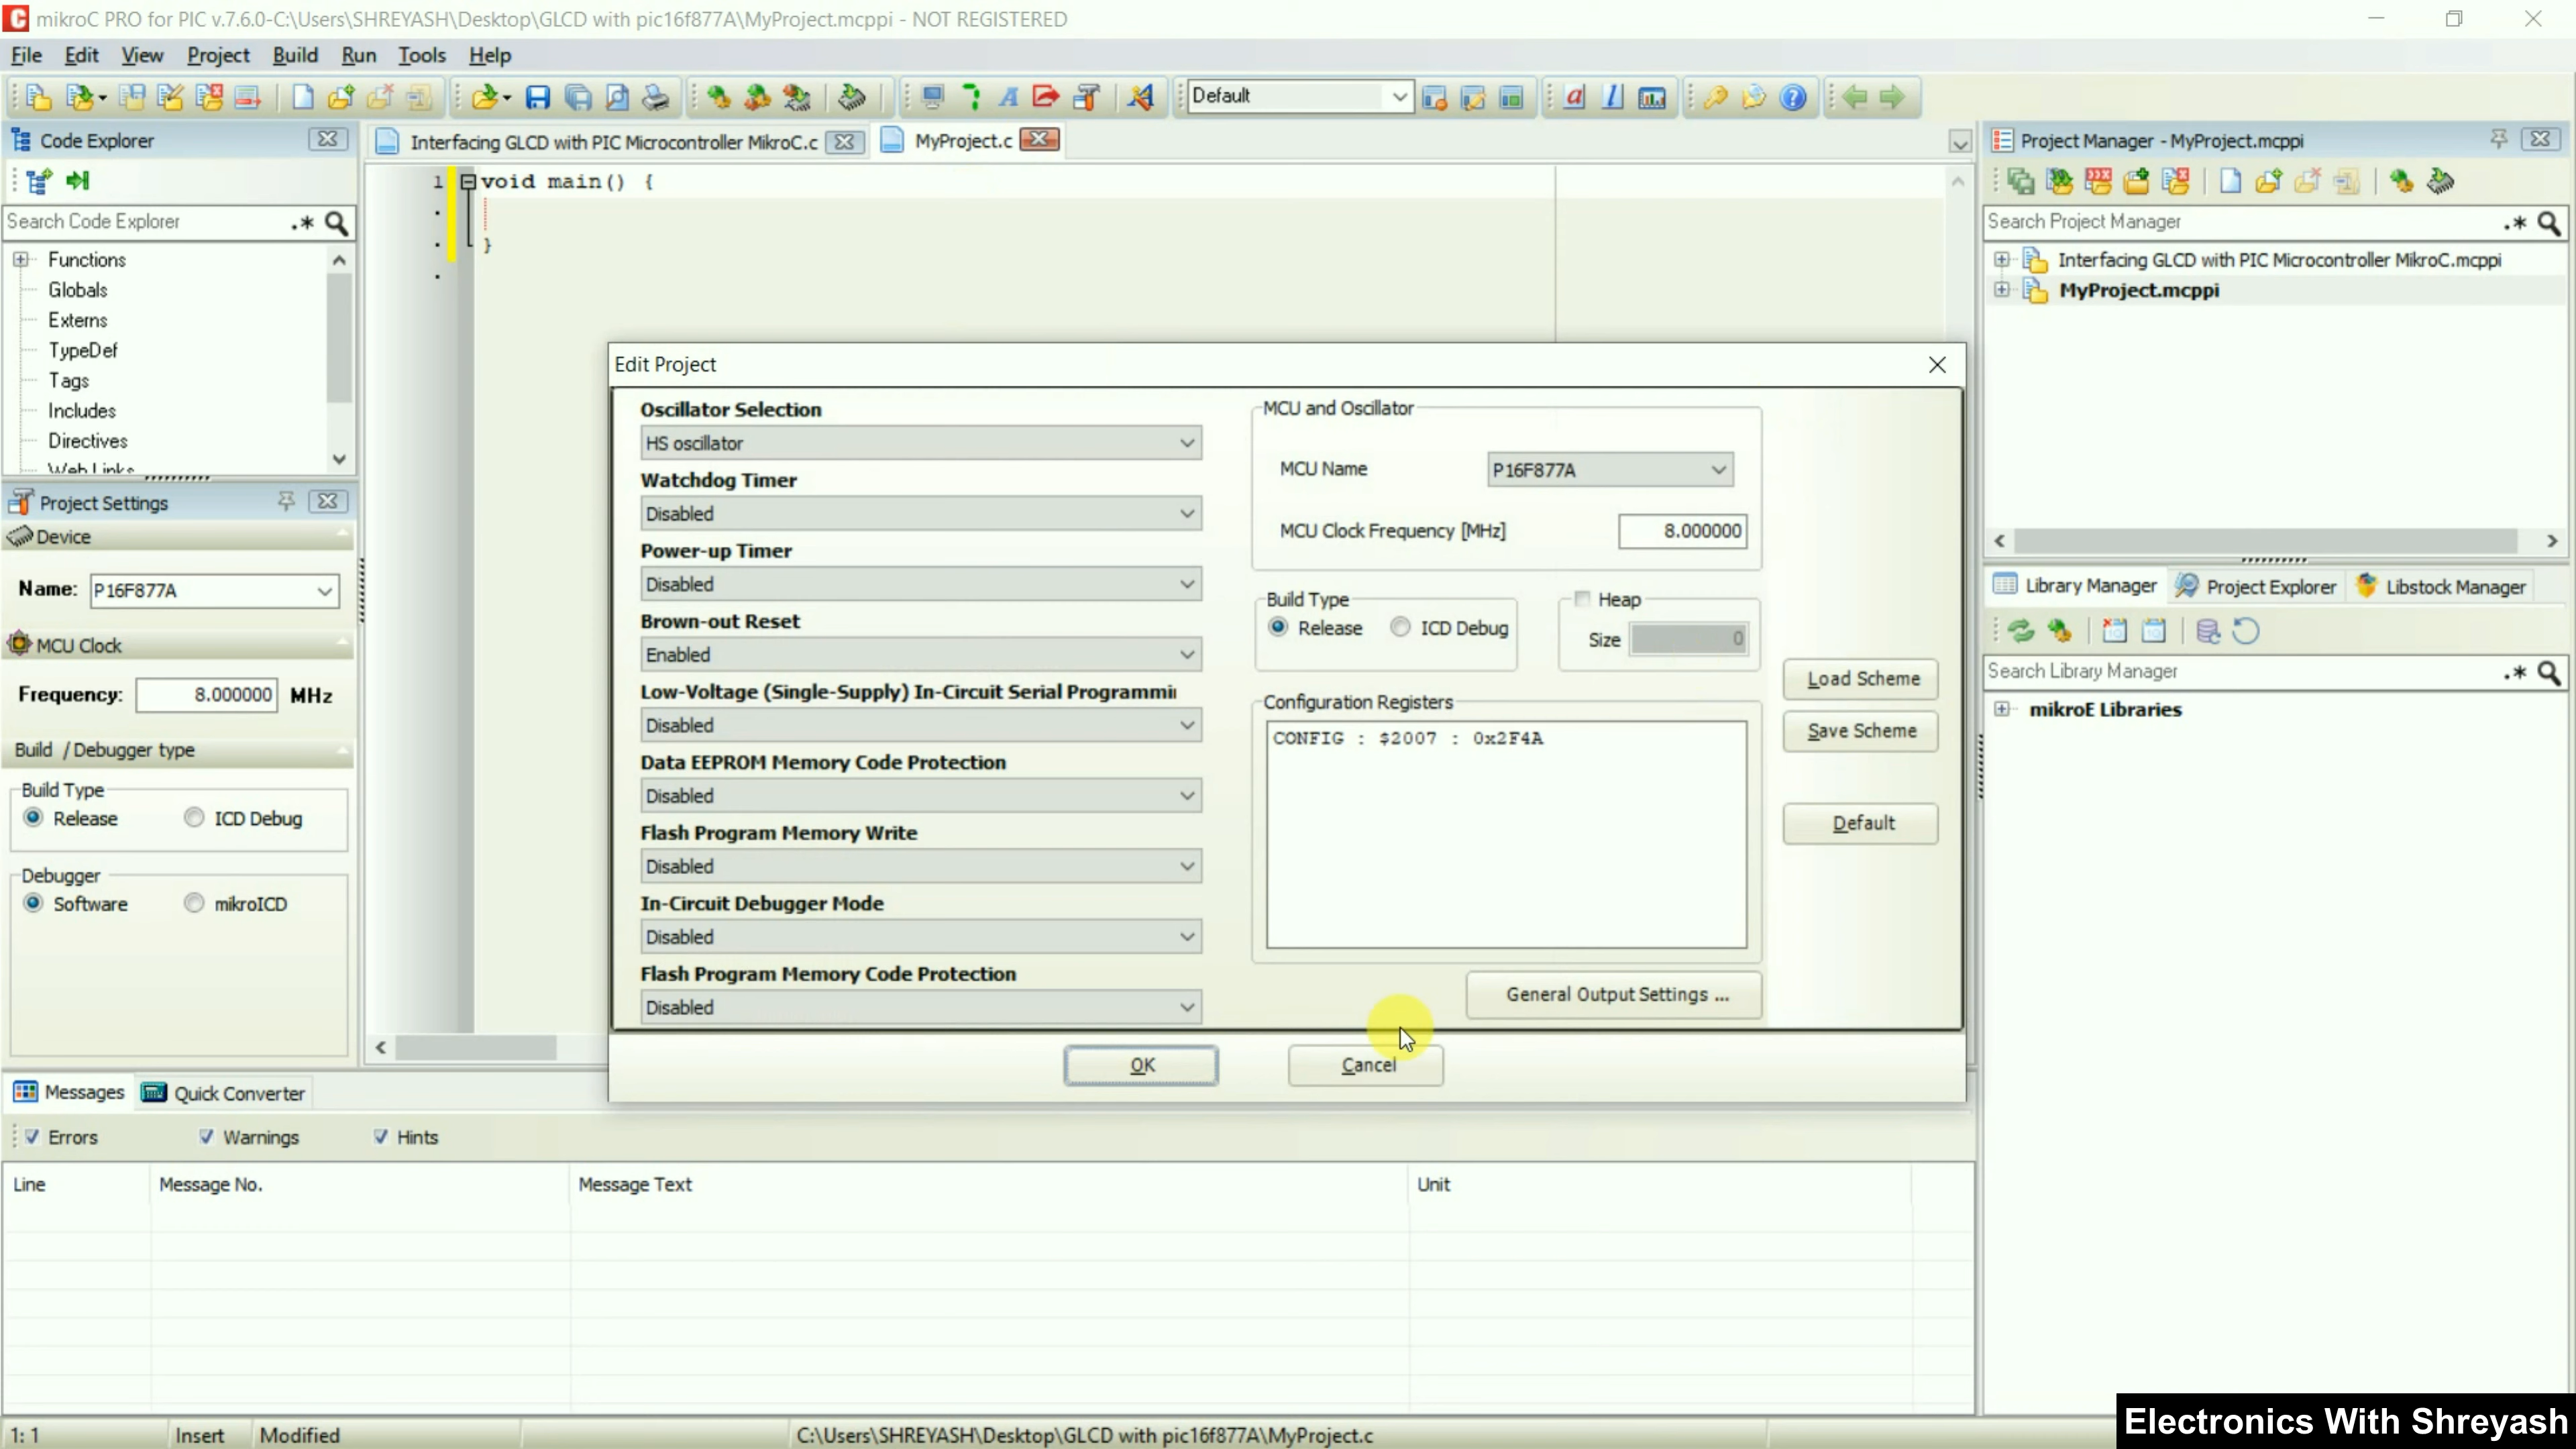 mikroC PRO for PIC v.7.6.0-C:\Users\SHREYASH\Desktop\GLCD with pic16f877A\MyProject.mcppi - NOT REGISTERED
File Edit View Project Build Run Tools Help
Default
Code Explorer
Interfacing GLCD with PIC Microcontroller MikroC.c
MyProject.c
Project Manager - MyProject.mcppi
1 void main() {
}
Search Code Explorer
Functions
Globals
Externs
TypeDef
Tags
Includes
Directives
Web Links
Search Project Manager
Interfacing GLCD with PIC Microcontroller MikroC.mcppi
MyProject.mcppi
Project Settings
Device
Name: P16F877A
MCU Clock
Frequency: 8.000000 MHz
Build / Debugger type
Build Type
Release ICD Debug
Debugger
Software mikroICD
Edit Project
Oscillator Selection
HS oscillator
Watchdog Timer
Disabled
Power-up Timer
Disabled
Brown-out Reset
Enabled
Low-Voltage (Single-Supply) In-Circuit Serial Programmi
Disabled
Data EEPROM Memory Code Protection
Disabled
Flash Program Memory Write
Disabled
In-Circuit Debugger Mode
Disabled
Flash Program Memory Code Protection
Disabled
MCU and Oscillator
MCU Name P16F877A
MCU Clock Frequency [MHz] 8.000000
Build Type
Release ICD Debug
Heap
Size 0
Configuration Registers
CONFIG : $2007 : 0x2F4A
Load Scheme
Save Scheme
Default
General Output Settings ...
OK Cancel
Library Manager Project Explorer Libstock Manager
Search Library Manager
mikroE Libraries
Messages Quick Converter
Errors Warnings Hints
Line Message No. Message Text Unit
1: 1 Insert Modified C:\Users\SHREYASH\Desktop\GLCD with pic16f877A\MyProject.c
Electronics With Shreyash